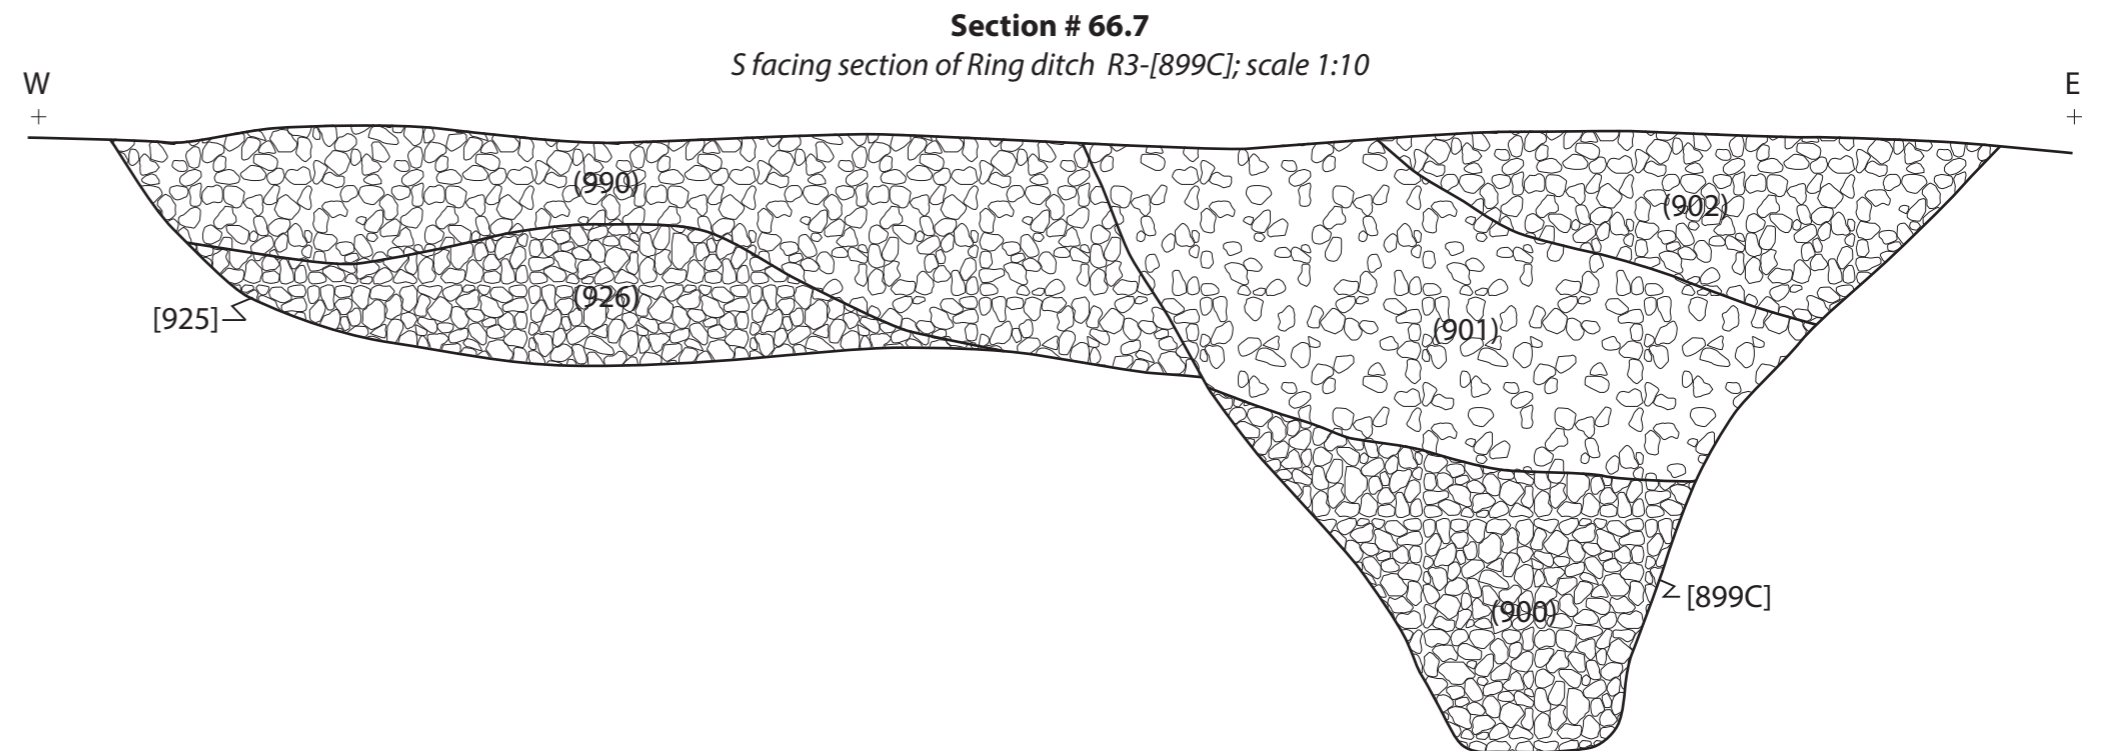 Section # 66.7
S facing section of Ring ditch R3-[899C]; scale 1:10
W
E
+
+
(990)
(902)
(926)
[925]
(901)
[899C]
(900)